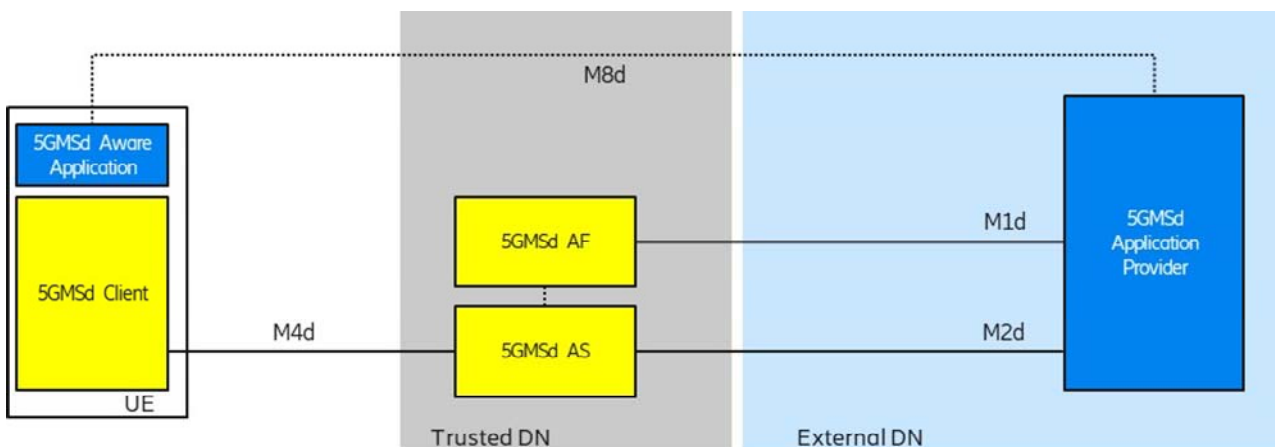 M8d
5GMSd Aware
Application
5GMSd Client
UE
M4d
5GMSd AF
5GMSd AS
M1d
M2d
5GMSd
Application
Provider
Trusted DN
External DN